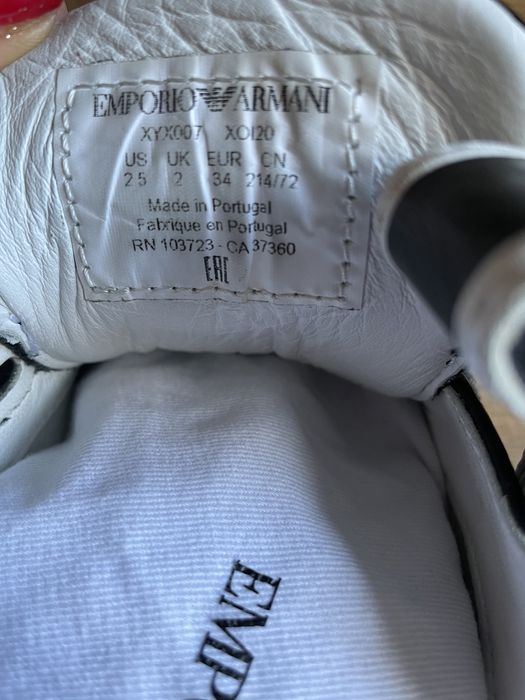 EMPORIO ARMANI
XYX007 XOI20
US UK EUR CN
2.5 2 34 214/72
Made in Portugal
Fabrique en Portugal
RN 103723 - CA 37360
EAC
EMPO